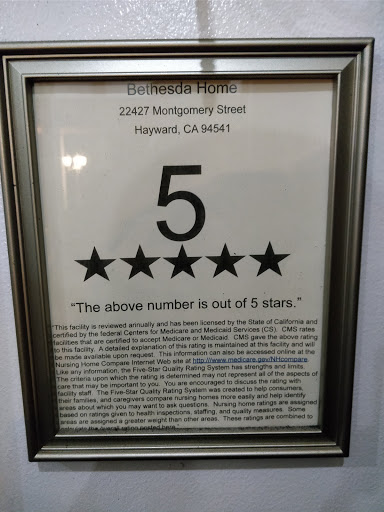 Bethesda Home
22427 Montgomery Street
Hayward, CA 94541
5
"The above number is out of 5 stars."
"This facility is reviewed annually and has been licensed by the State of California and
certified by the federal Centers for Medicare and Medicaid Services (CS). CMS rates
facilities that are certified to accept Medicare or Medicaid. CMS gave the above rating
to this facility. A detailed explanation of this rating is maintained at this facility and will
be made available upon request. This information can also be accessed online at the
Nursing Home Compare Internet Web site at http://www.medicare.gov/NHcompare.
Like any information, the Five-Star Quality Rating System has strengths and limits.
The criteria upon which the rating is determined may not represent all of the aspects of
care that may be important to you. You are encouraged to discuss the rating with
facility staff. The Five-Star Quality Rating System was created to help consumers,
their families, and caregivers compare nursing homes more easily and help identify
areas about which you may want to ask questions. Nursing home ratings are assigned
based on ratings given to health inspections, staffing, and quality measures. Some
areas are assigned a greater weight than other areas. These ratings are combined to
calculate the overall rating posted here."